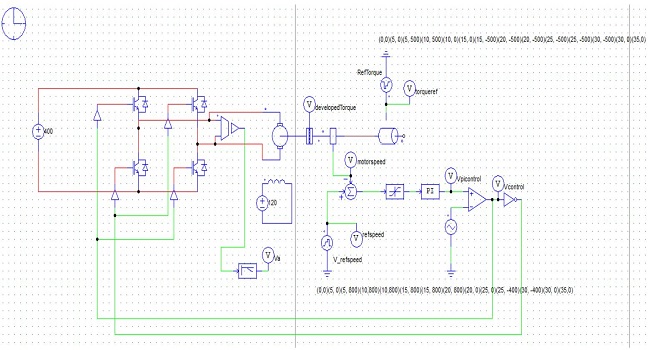 (0,0)(5, 0)(5, 500)(10, 500)(10, 0)(15, 0)(15, -500)(20, -500)(20, -500)(25, -500)(25, -500)(30, -500)(30, 0)(35,0)
RefTorque
V
torqueref
V
developedTorque
400
V
motorspeed
V
Vpicontrol
V
Vcontrol
PI
120
V
refspeed
V_refspeed
V
Va
(0,0)(5, 0)(5, 800)(10,800)(10,800)(15, 800)(15, 800)(20, 800)(20, 0)(25, 0)(25, -400)(30, -400)(30, 0)(35,0)